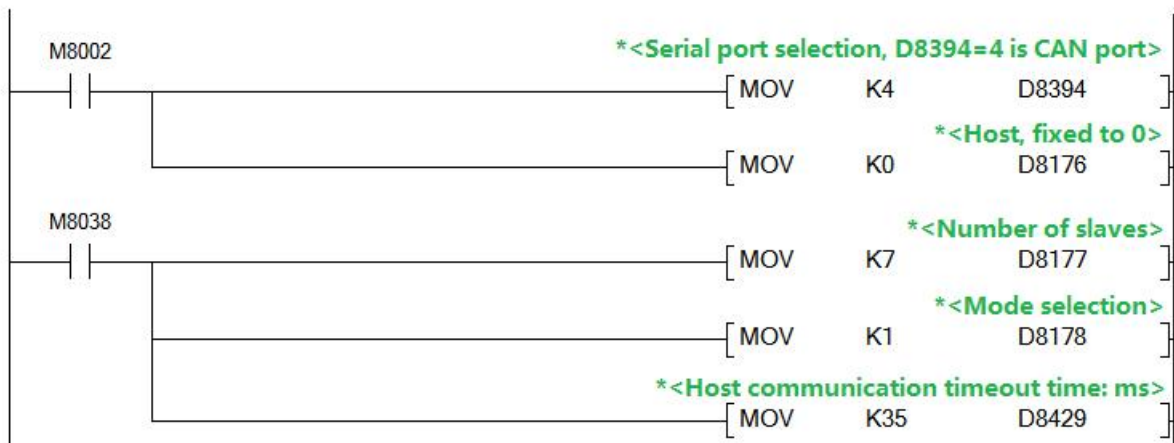 *<Serial port selection, D8394=4 is CAN port>
M8002
MOV K4 D8394
*<Host, fixed to 0>
MOV K0 D8176
M8038
*<Number of slaves>
MOV K7 D8177
*<Mode selection>
MOV K1 D8178
*<Host communication timeout time: ms>
MOV K35 D8429